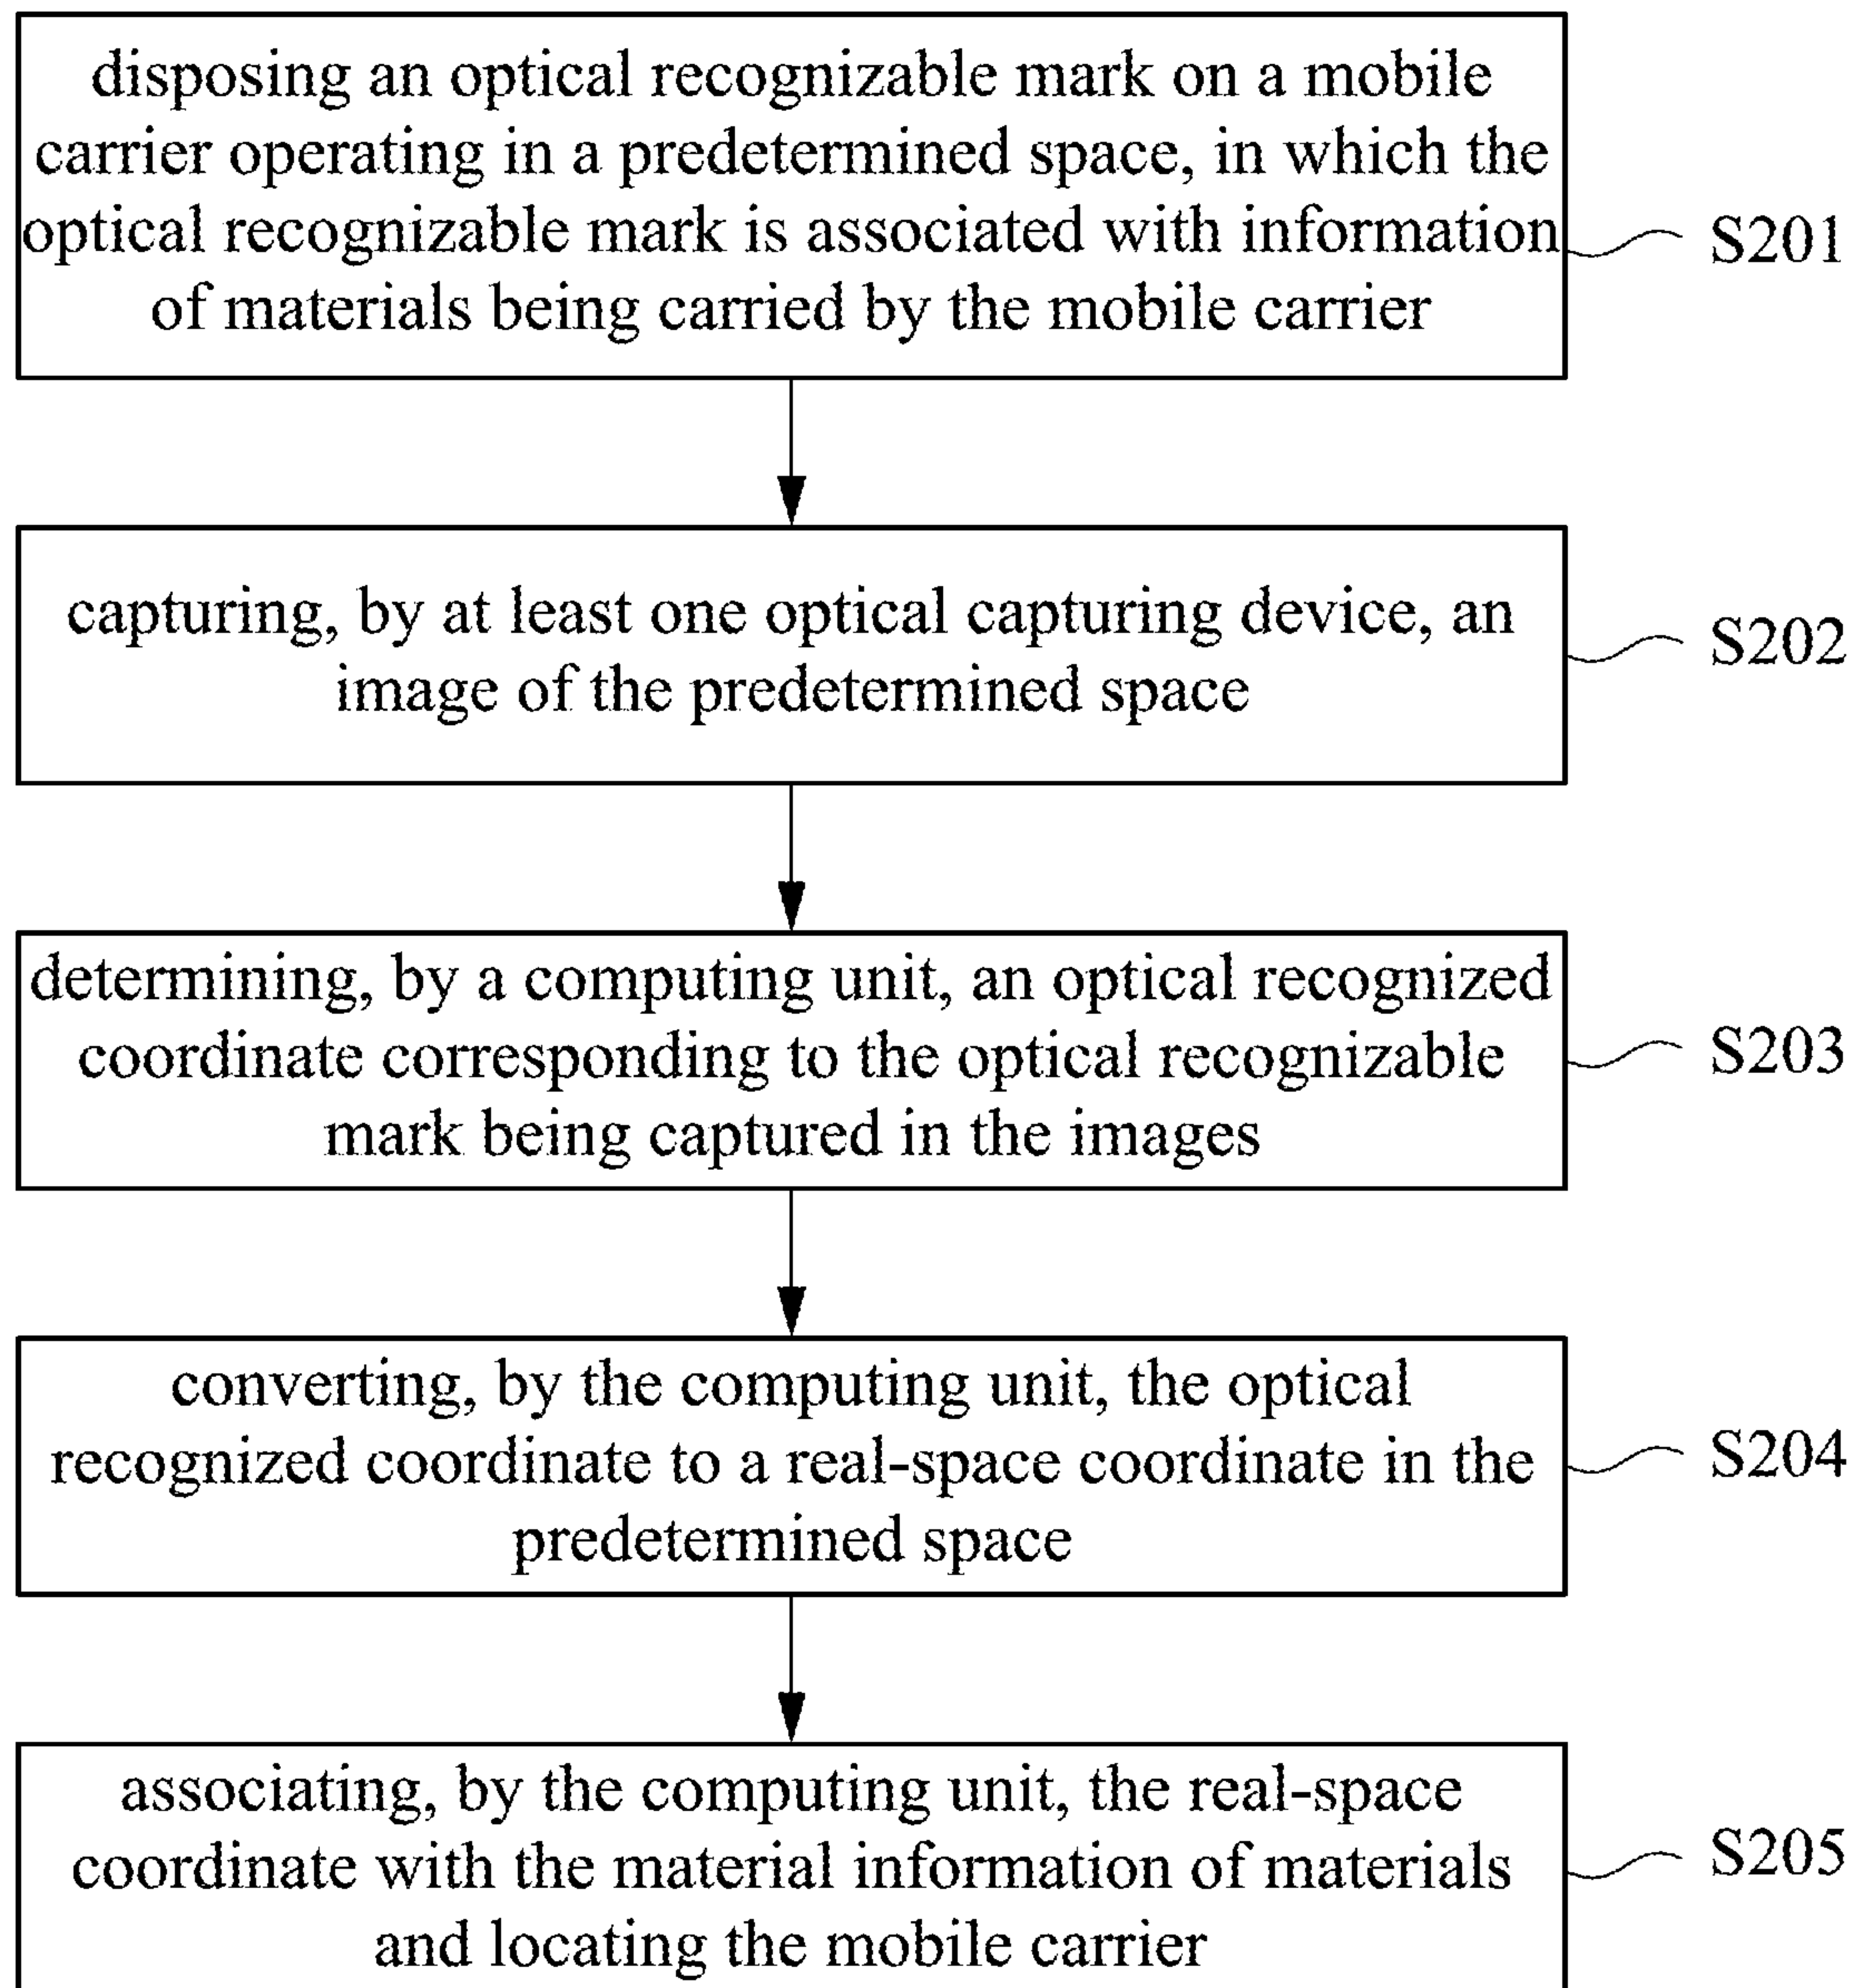 disposing an optical recognizable mark on a mobile
carrier operating in a predetermined space, in which the
optical recognizable mark is associated with information
of materials being carried by the mobile carrier
S201
capturing, by at least one optical capturing device, an
image of the predetermined space
S202
determining, by a computing unit, an optical recognized
coordinate corresponding to the optical recognizable
mark being captured in the images
S203
converting, by the computing unit, the optical
recognized coordinate to a real-space coordinate in the
predetermined space
S204
associating, by the computing unit, the real-space
coordinate with the material information of materials
and locating the mobile carrier
S205